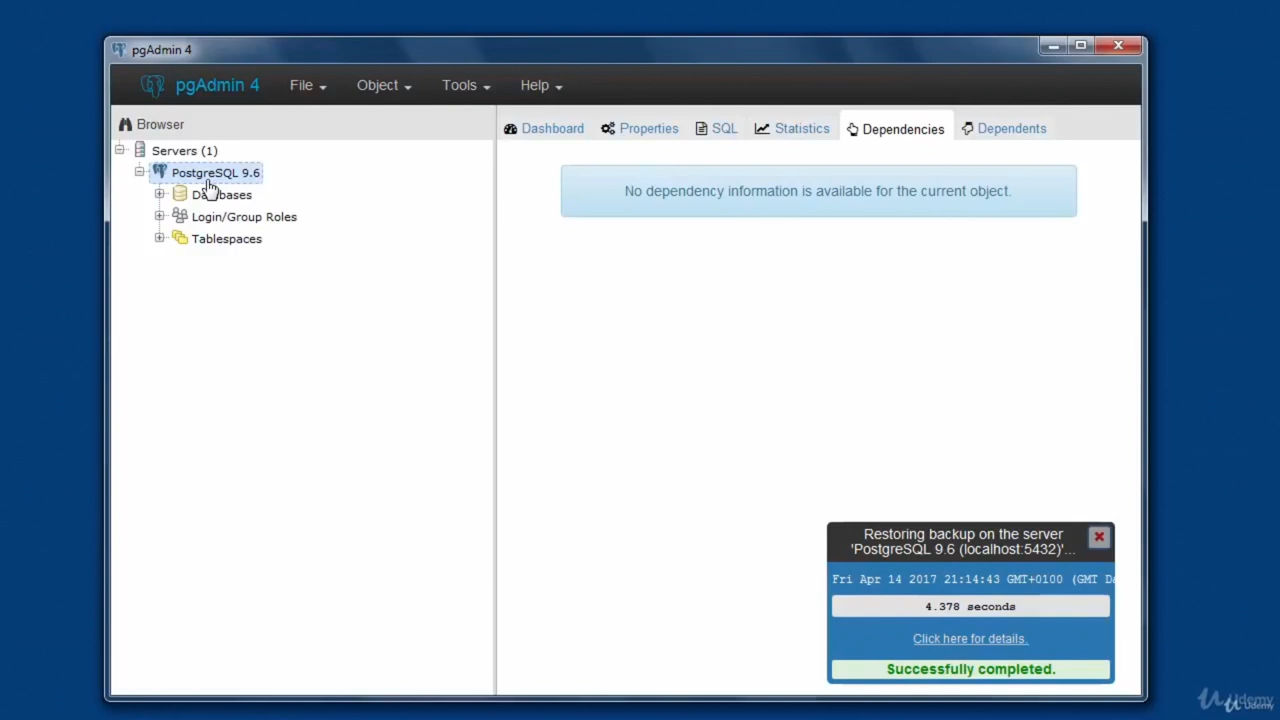 pgAdmin 4
pgAdmin 4 File Object Tools Help
Browser
Servers (1)
PostgreSQL 9.6
Databases
Login/Group Roles
Tablespaces
Dashboard Properties SQL Statistics Dependencies Dependents
No dependency information is available for the current object.
Restoring backup on the server
'PostgreSQL 9.6 (localhost:5432)'...
Fri Apr 14 2017 21:14:43 GMT+0100 (GMT
4.378 seconds
Click here for details.
Successfully completed.
Udemy